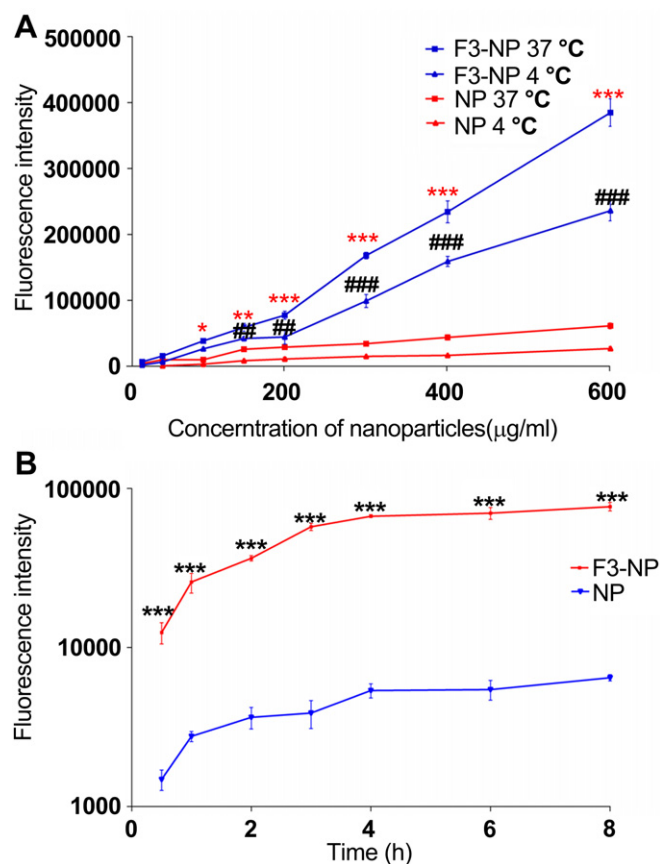 A
500000
400000
300000
200000
100000
0
Fluorescence intensity
F3-NP 37 °C
F3-NP 4 °C
NP 37 °C
NP 4 °C
* ** *** *** *** ***
## ## ### ### ###
0 200 400 600
Concerntration of nanoparticles(μg/ml)
B
100000
10000
1000
Fluorescence intensity
*** *** *** *** *** *** ***
F3-NP
NP
0 2 4 6 8
Time (h)